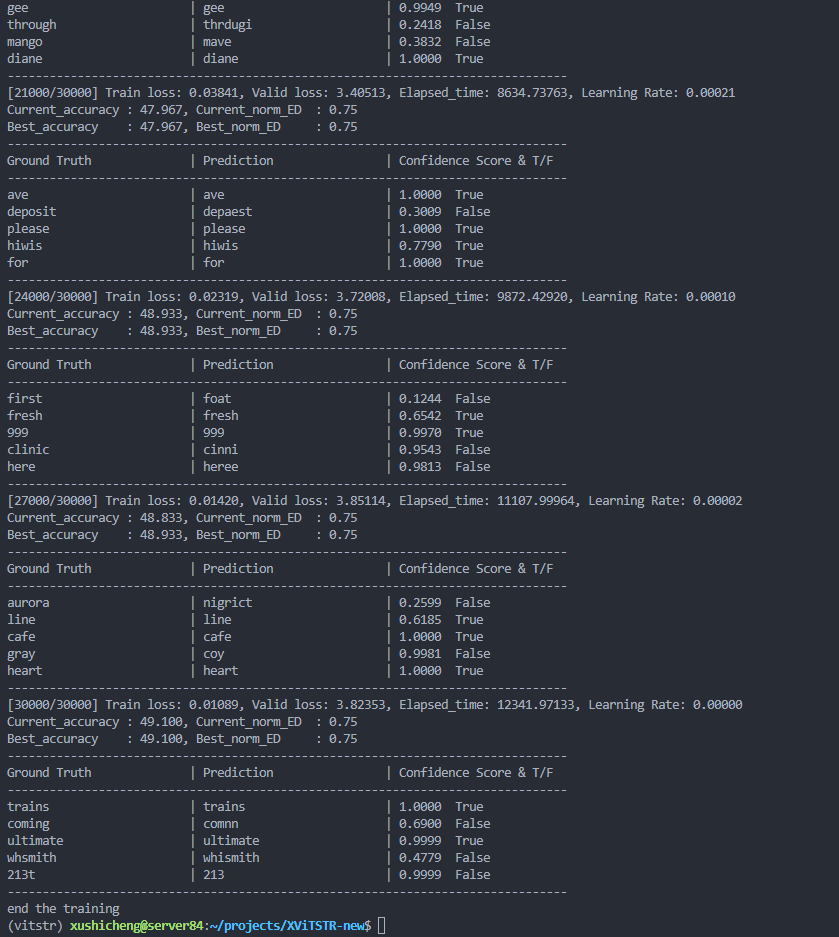 gee | gee | 0.9949 True
through | thrdugi | 0.2418 False
mango | mave | 0.3832 False
diane | diane | 1.0000 True
--------------------------------------------------------------------------------
[21000/30000] Train loss: 0.03841, Valid loss: 3.40513, Elapsed_time: 8634.73763, Learning Rate: 0.00021
Current_accuracy : 47.967, Current_norm_ED : 0.75
Best_accuracy : 47.967, Best_norm_ED : 0.75
--------------------------------------------------------------------------------
Ground Truth | Prediction | Confidence Score & T/F
--------------------------------------------------------------------------------
ave | ave | 1.0000 True
deposit | depaest | 0.3009 False
please | please | 1.0000 True
hiwis | hiwis | 0.7790 True
for | for | 1.0000 True
--------------------------------------------------------------------------------
[24000/30000] Train loss: 0.02319, Valid loss: 3.72008, Elapsed_time: 9872.42920, Learning Rate: 0.00010
Current_accuracy : 48.933, Current_norm_ED : 0.75
Best_accuracy : 48.933, Best_norm_ED : 0.75
--------------------------------------------------------------------------------
Ground Truth | Prediction | Confidence Score & T/F
--------------------------------------------------------------------------------
first | foat | 0.1244 False
fresh | fresh | 0.6542 True
999 | 999 | 0.9970 True
clinic | cinni | 0.9543 False
here | heree | 0.9813 False
--------------------------------------------------------------------------------
[27000/30000] Train loss: 0.01420, Valid loss: 3.85114, Elapsed_time: 11107.99964, Learning Rate: 0.00002
Current_accuracy : 48.833, Current_norm_ED : 0.75
Best_accuracy : 48.933, Best_norm_ED : 0.75
--------------------------------------------------------------------------------
Ground Truth | Prediction | Confidence Score & T/F
--------------------------------------------------------------------------------
aurora | nigrict | 0.2599 False
line | line | 0.6185 True
cafe | cafe | 1.0000 True
gray | coy | 0.9981 False
heart | heart | 1.0000 True
--------------------------------------------------------------------------------
[30000/30000] Train loss: 0.01089, Valid loss: 3.82353, Elapsed_time: 12341.97133, Learning Rate: 0.00000
Current_accuracy : 49.100, Current_norm_ED : 0.75
Best_accuracy : 49.100, Best_norm_ED : 0.75
--------------------------------------------------------------------------------
Ground Truth | Prediction | Confidence Score & T/F
--------------------------------------------------------------------------------
trains | trains | 1.0000 True
coming | comnn | 0.6900 False
ultimate | ultimate | 0.9999 True
whsmith | whismith | 0.4779 False
213t | 213 | 0.9999 False
--------------------------------------------------------------------------------
end the training
(vitstr) xushicheng@server84:~/projects/XViTSTR-new$